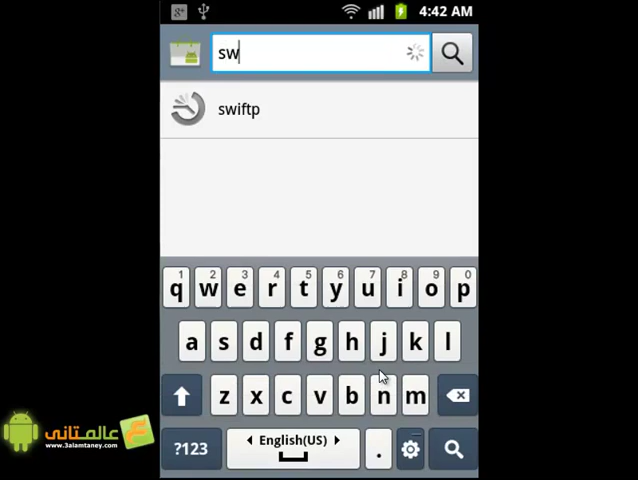 4:42 AM
sw
swiftp
1 2 3 4 5 6 7 8 9 0
q w e r t y u i o p
a s d f g h j k l
z x c v b n m
?123 English(US) .
عالم تاني
www.3alamtaney.com